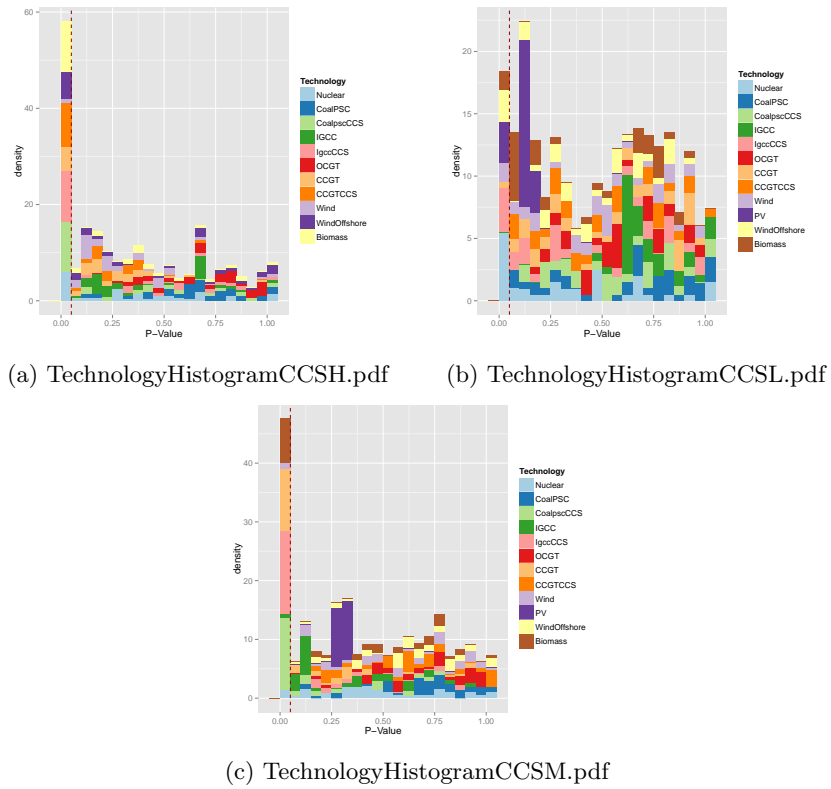 60
40
20
0
density
0.00 0.25 0.50 0.75 1.00
P−Value
Technology
Nuclear
CoalPSC
CoalpscCCS
IGCC
IgccCCS
OCGT
CCGT
CCGTCCS
Wind
WindOffshore
Biomass
20
15
10
5
0
density
0.00 0.25 0.50 0.75 1.00
P−Value
Technology
Nuclear
CoalPSC
CoalpscCCS
IGCC
IgccCCS
OCGT
CCGT
CCGTCCS
Wind
PV
WindOffshore
Biomass
(a) TechnologyHistogramCCSH.pdf
(b) TechnologyHistogramCCSL.pdf
40
30
20
10
0
density
0.00 0.25 0.50 0.75 1.00
P−Value
Technology
Nuclear
CoalPSC
CoalpscCCS
IGCC
IgccCCS
OCGT
CCGT
CCGTCCS
Wind
PV
WindOffshore
Biomass
(c) TechnologyHistogramCCSM.pdf